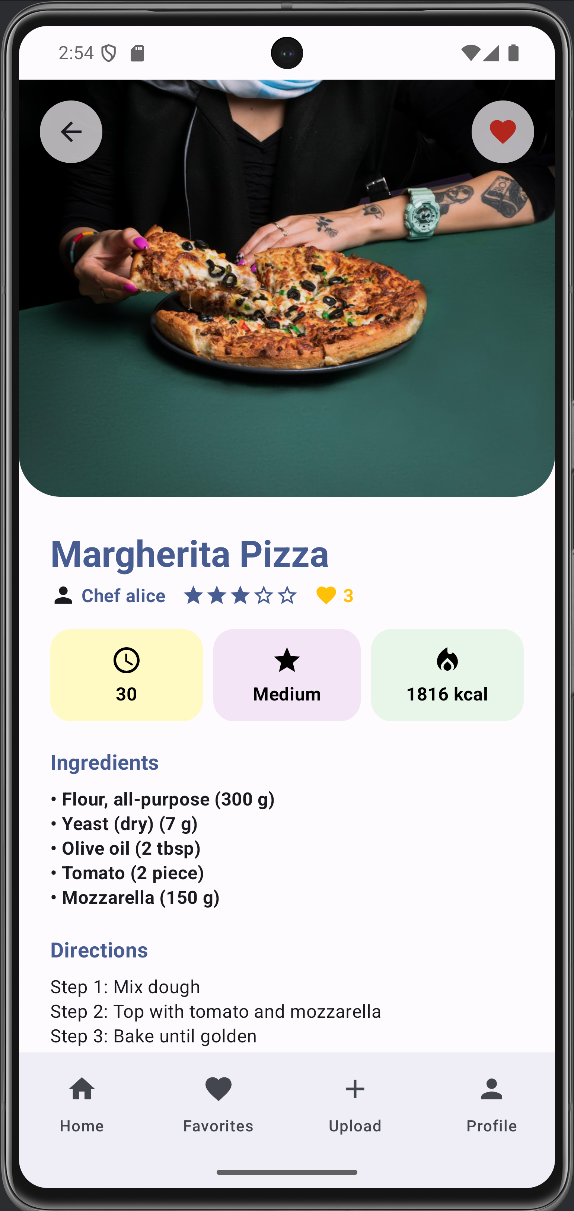 2:54
Margherita Pizza
Chef alice 3
30 Medium 1816 kcal
Ingredients
• Flour, all-purpose (300 g)
• Yeast (dry) (7 g)
• Olive oil (2 tbsp)
• Tomato (2 piece)
• Mozzarella (150 g)
Directions
Step 1: Mix dough
Step 2: Top with tomato and mozzarella
Step 3: Bake until golden
Home Favorites Upload Profile